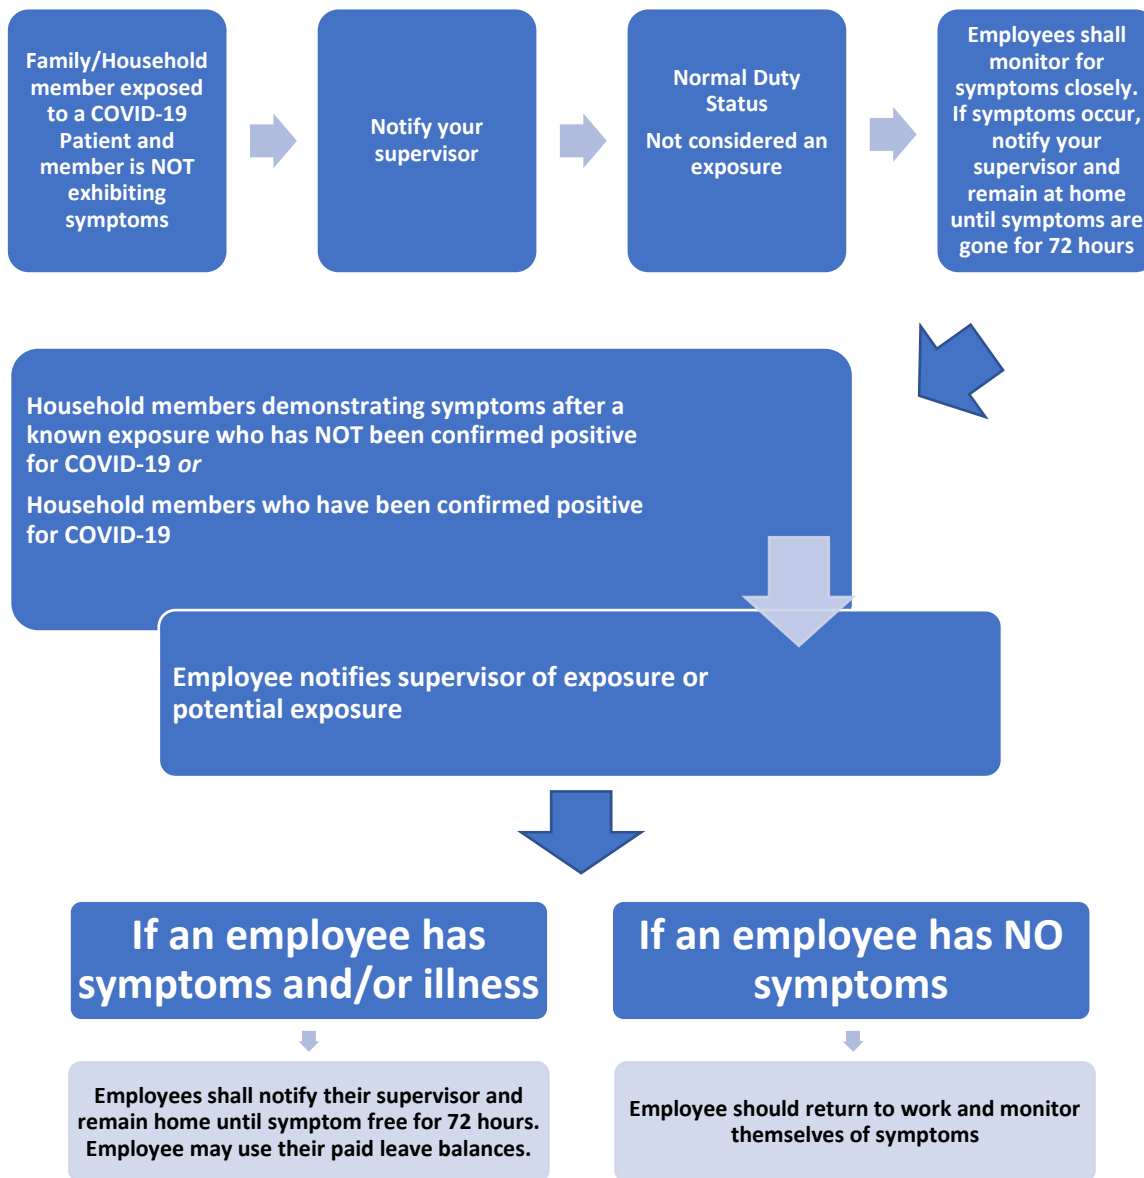 Family/Household
member exposed
to a COVID-19
Patient and
member is NOT
exhibiting
symptoms
Notify your
supervisor
Normal Duty
Status
Not considered an
exposure
Employees shall
monitor for
symptoms closely.
If symptoms occur,
notify your
supervisor and
remain at home
until symptoms are
gone for 72 hours
Household members demonstrating symptoms after a
known exposure who has NOT been confirmed positive
for COVID-19 or
Household members who have been confirmed positive
for COVID-19
Employee notifies supervisor of exposure or
potential exposure
If an employee has
symptoms and/or illness
Employees shall notify their supervisor and
remain home until symptom free for 72 hours.
Employee may use their paid leave balances.
If an employee has NO
symptoms
Employee should return to work and monitor
themselves of symptoms